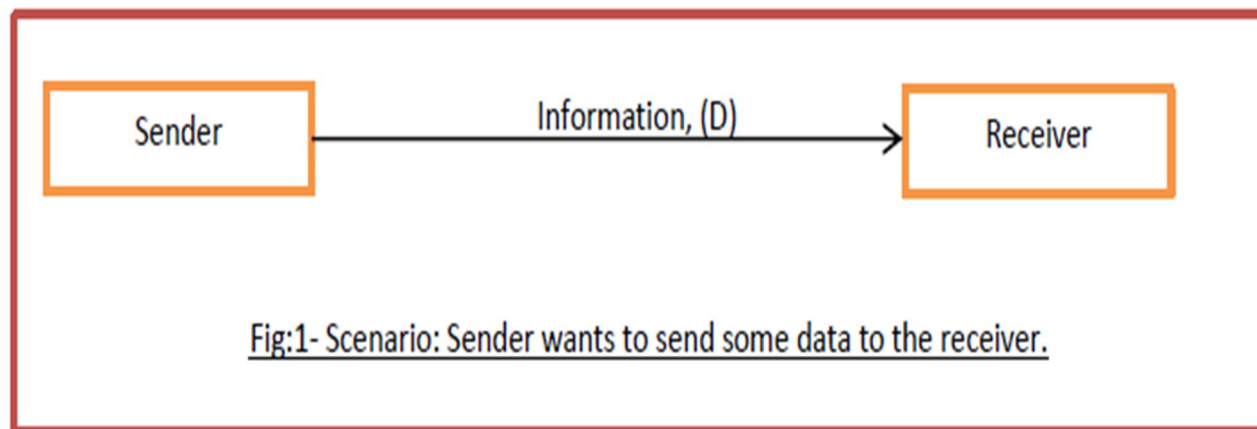 Sender
Information, (D)
Receiver
Fig:1- Scenario: Sender wants to send some data to the receiver.